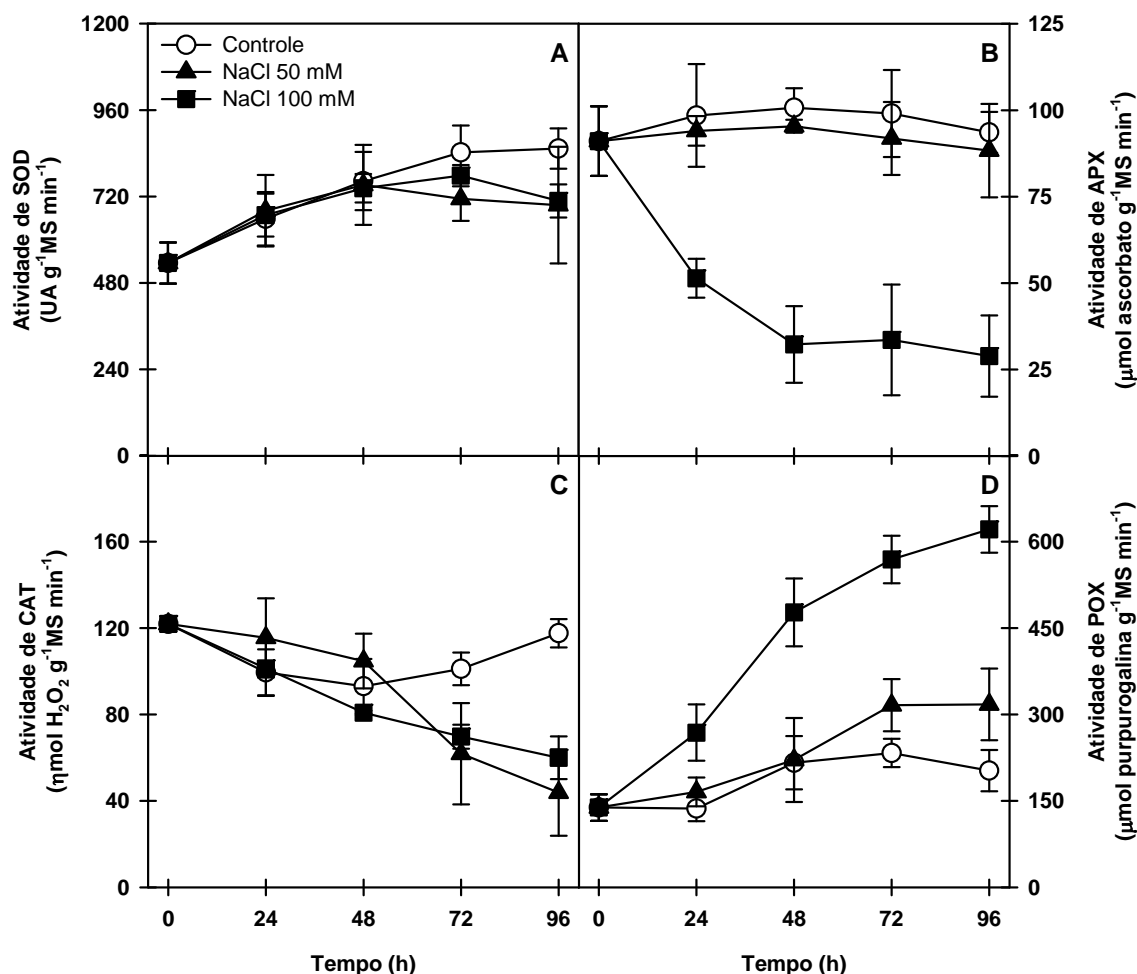 1200
960
720
480
240
0
Atividade de SOD
(UA g⁻¹MS min⁻¹)
Controle
NaCl 50 mM
NaCl 100 mM
A
B
125
100
75
50
25
0
Atividade de APX
(μmol ascorbato g⁻¹MS min⁻¹)
160
120
80
40
0
Atividade de CAT
(ηmol H₂O₂ g⁻¹MS min⁻¹)
C
D
600
450
300
150
0
Atividade de POX
(μmol purpurogalina g⁻¹MS min⁻¹)
0 24 48 72 96
0 24 48 72 96
Tempo (h)
Tempo (h)